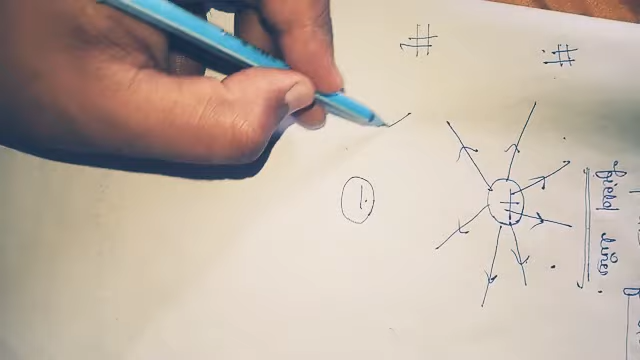 field lines
#
#
+
-